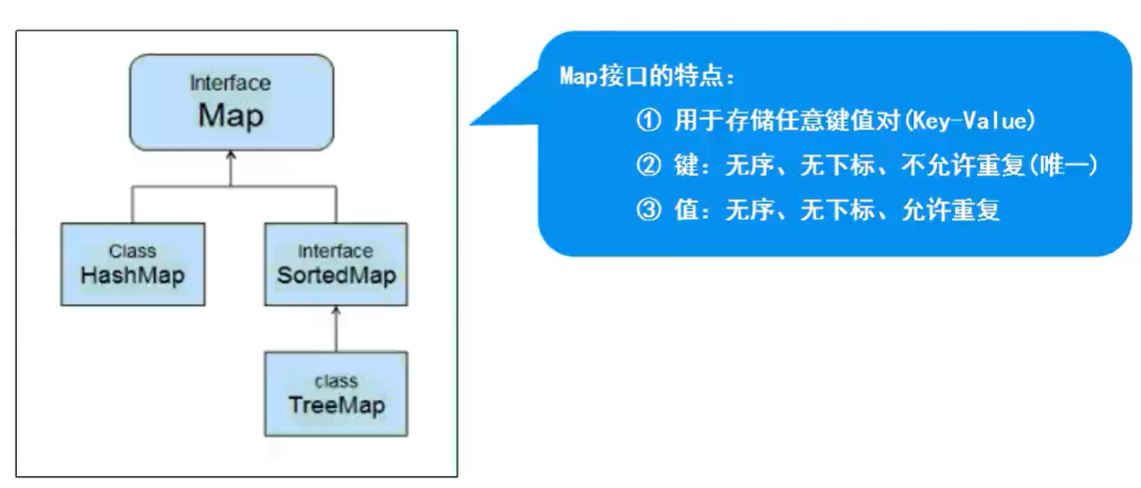 Interface
Map
Class
HashMap
Interface
SortedMap
class
TreeMap
Map接口的特点：
① 用于存储任意键值对(Key-Value)
② 键：无序、无下标、不允许重复(唯一)
③ 值：无序、无下标、允许重复